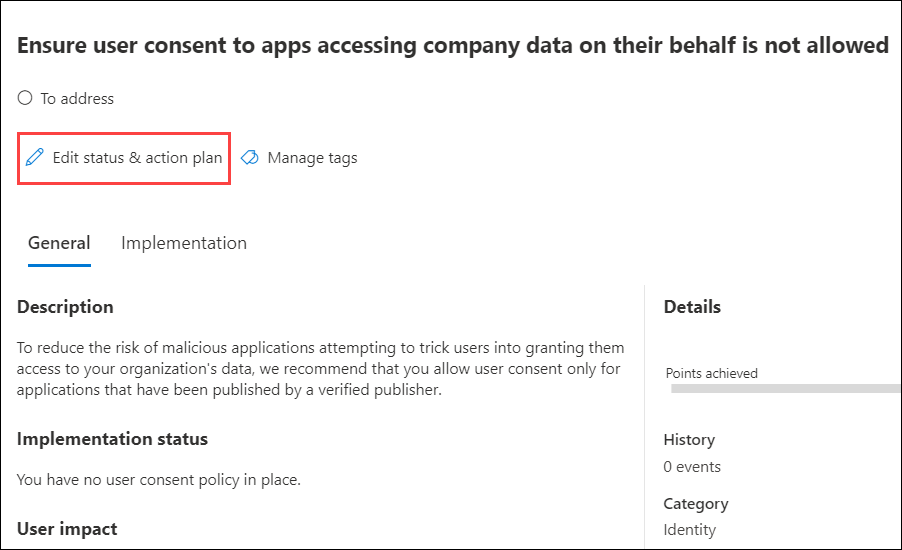 Ensure user consent to apps accessing company data on their behalf is not allowed
To address
Edit status & action plan
Manage tags
General
Implementation
Description
To reduce the risk of malicious applications attempting to trick users into granting them
access to your organization's data, we recommend that you allow user consent only for
applications that have been published by a verified publisher.
Implementation status
You have no user consent policy in place.
User impact
Details
Points achieved
History
0 events
Category
Identity